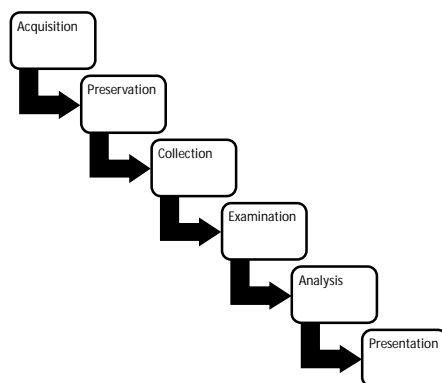 Acquisition
Preservation
Collection
Examination
Analysis
Presentation